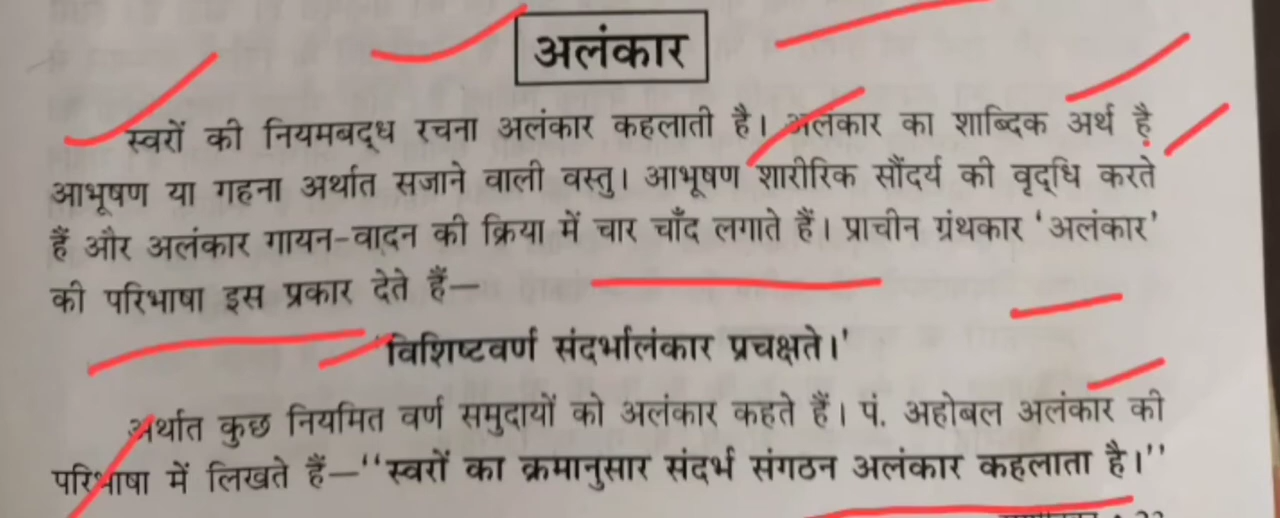 अलंकार
स्वरों की नियमबद्ध रचना अलंकार कहलाती है। अलंकार का शाब्दिक अर्थ है
आभूषण या गहना अर्थात सजाने वाली वस्तु। आभूषण शारीरिक सौंदर्य की वृद्धि करते
हैं और अलंकार गायन-वादन की क्रिया में चार चाँद लगाते हैं। प्राचीन ग्रंथकार 'अलंकार'
की परिभाषा इस प्रकार देते हैं—
'विशिष्टवर्ण संदर्भालंकार प्रचक्षते।'
अर्थात कुछ नियमित वर्ण समुदायों को अलंकार कहते हैं। पं. अहोबल अलंकार की
परिभाषा में लिखते हैं—"स्वरों का क्रमानुसार संदर्भ संगठन अलंकार कहलाता है।"